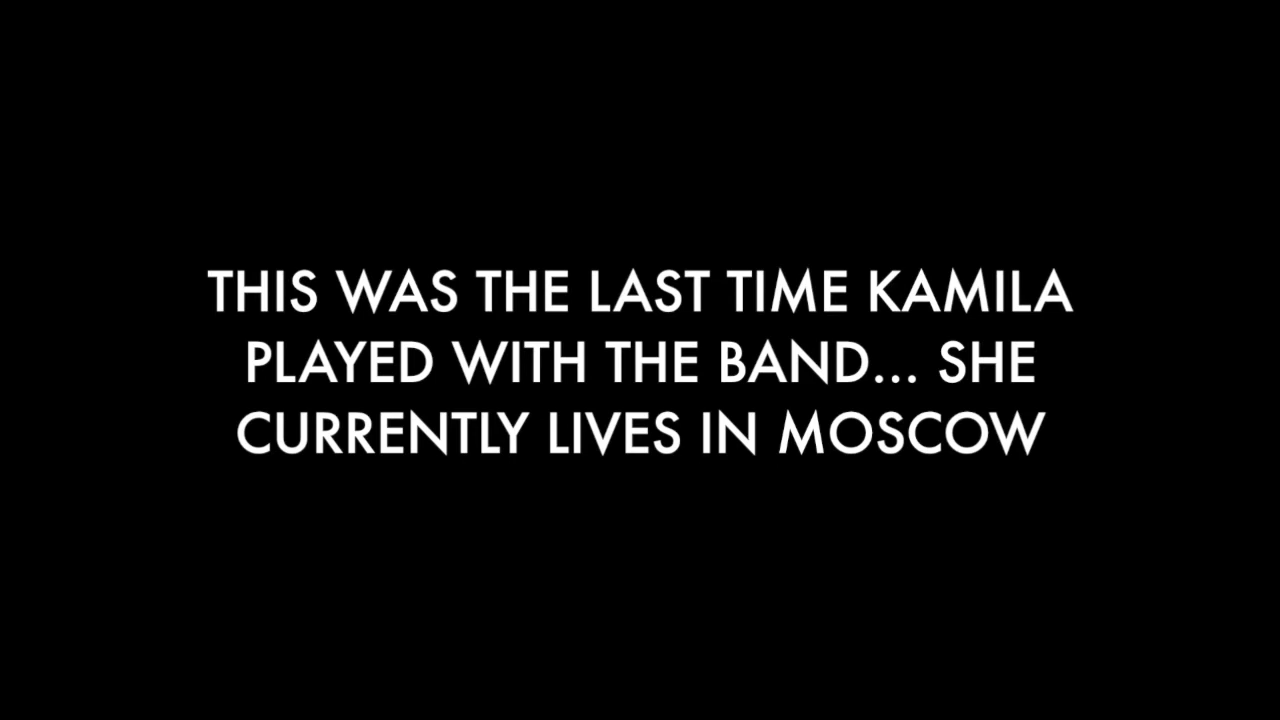 THIS WAS THE LAST TIME KAMILA
PLAYED WITH THE BAND... SHE
CURRENTLY LIVES IN MOSCOW